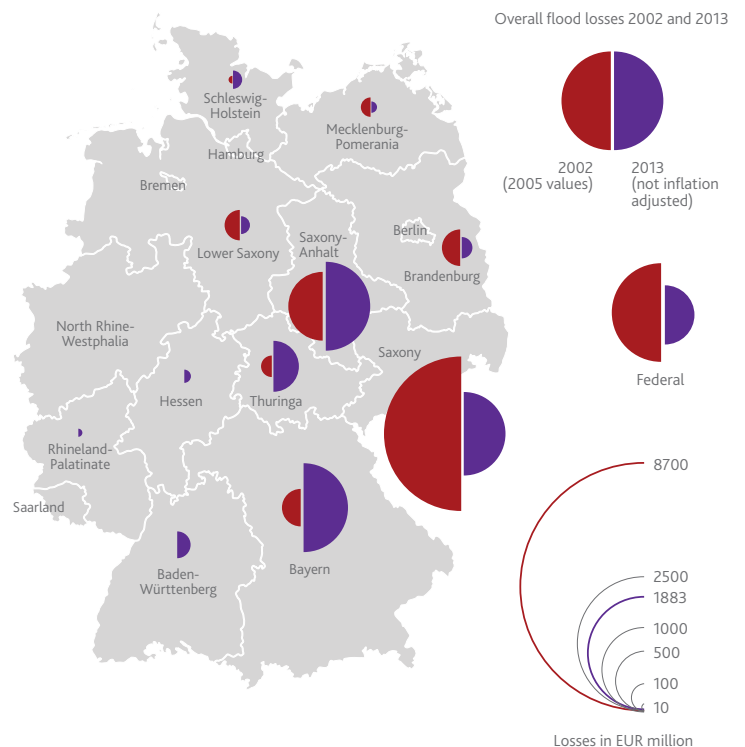 Overall flood losses 2002 and 2013
2002
(2005 values)
2013
(not inflation
adjusted)
Schleswig-
Holstein
Mecklenburg-
Pomerania
Hamburg
Bremen
Lower Saxony
Saxony-
Anhalt
Berlin
Brandenburg
North Rhine-
Westphalia
Saxony
Federal
Hessen
Thuringa
Rhineland-
Palatinate
Saarland
Baden-
Württenberg
Bayern
8700
2500
1883
1000
500
100
10
Losses in EUR million